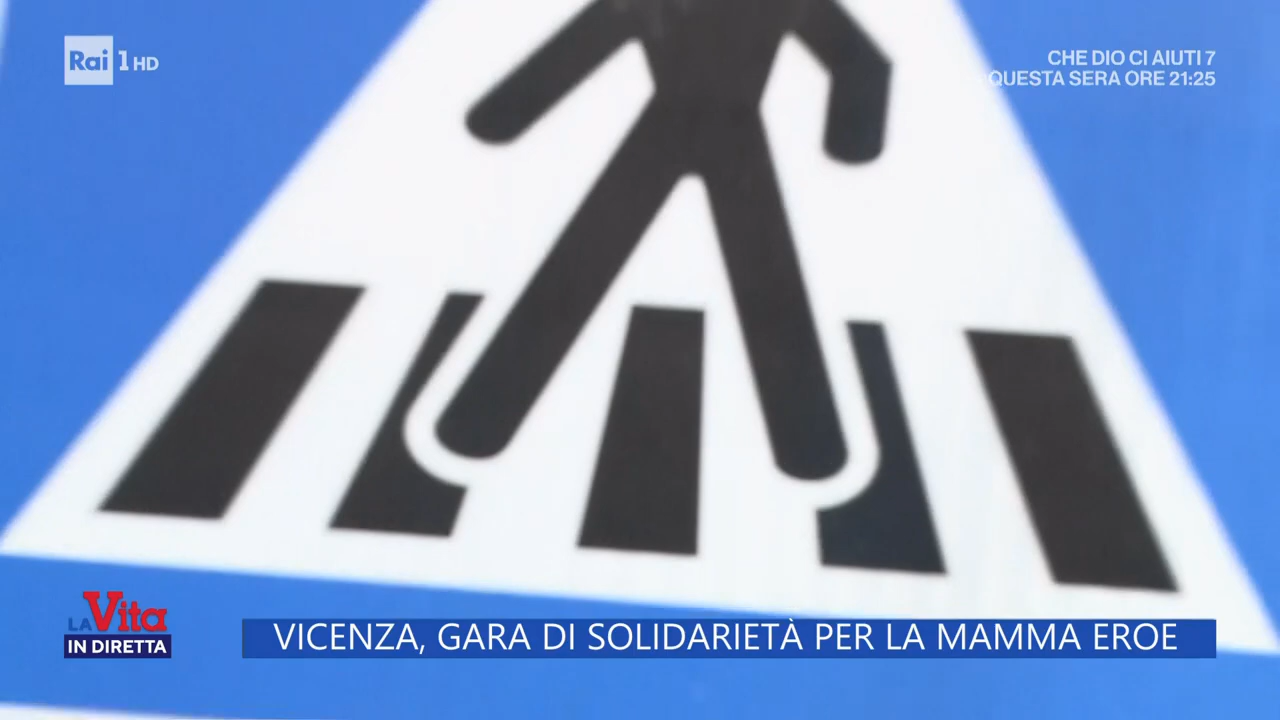 Rai 1 HD
CHE DIO CI AIUTI 7
QUESTA SERA ORE 21:25
LA Vita
IN DIRETTA
VICENZA, GARA DI SOLIDARIETÀ PER LA MAMMA EROE